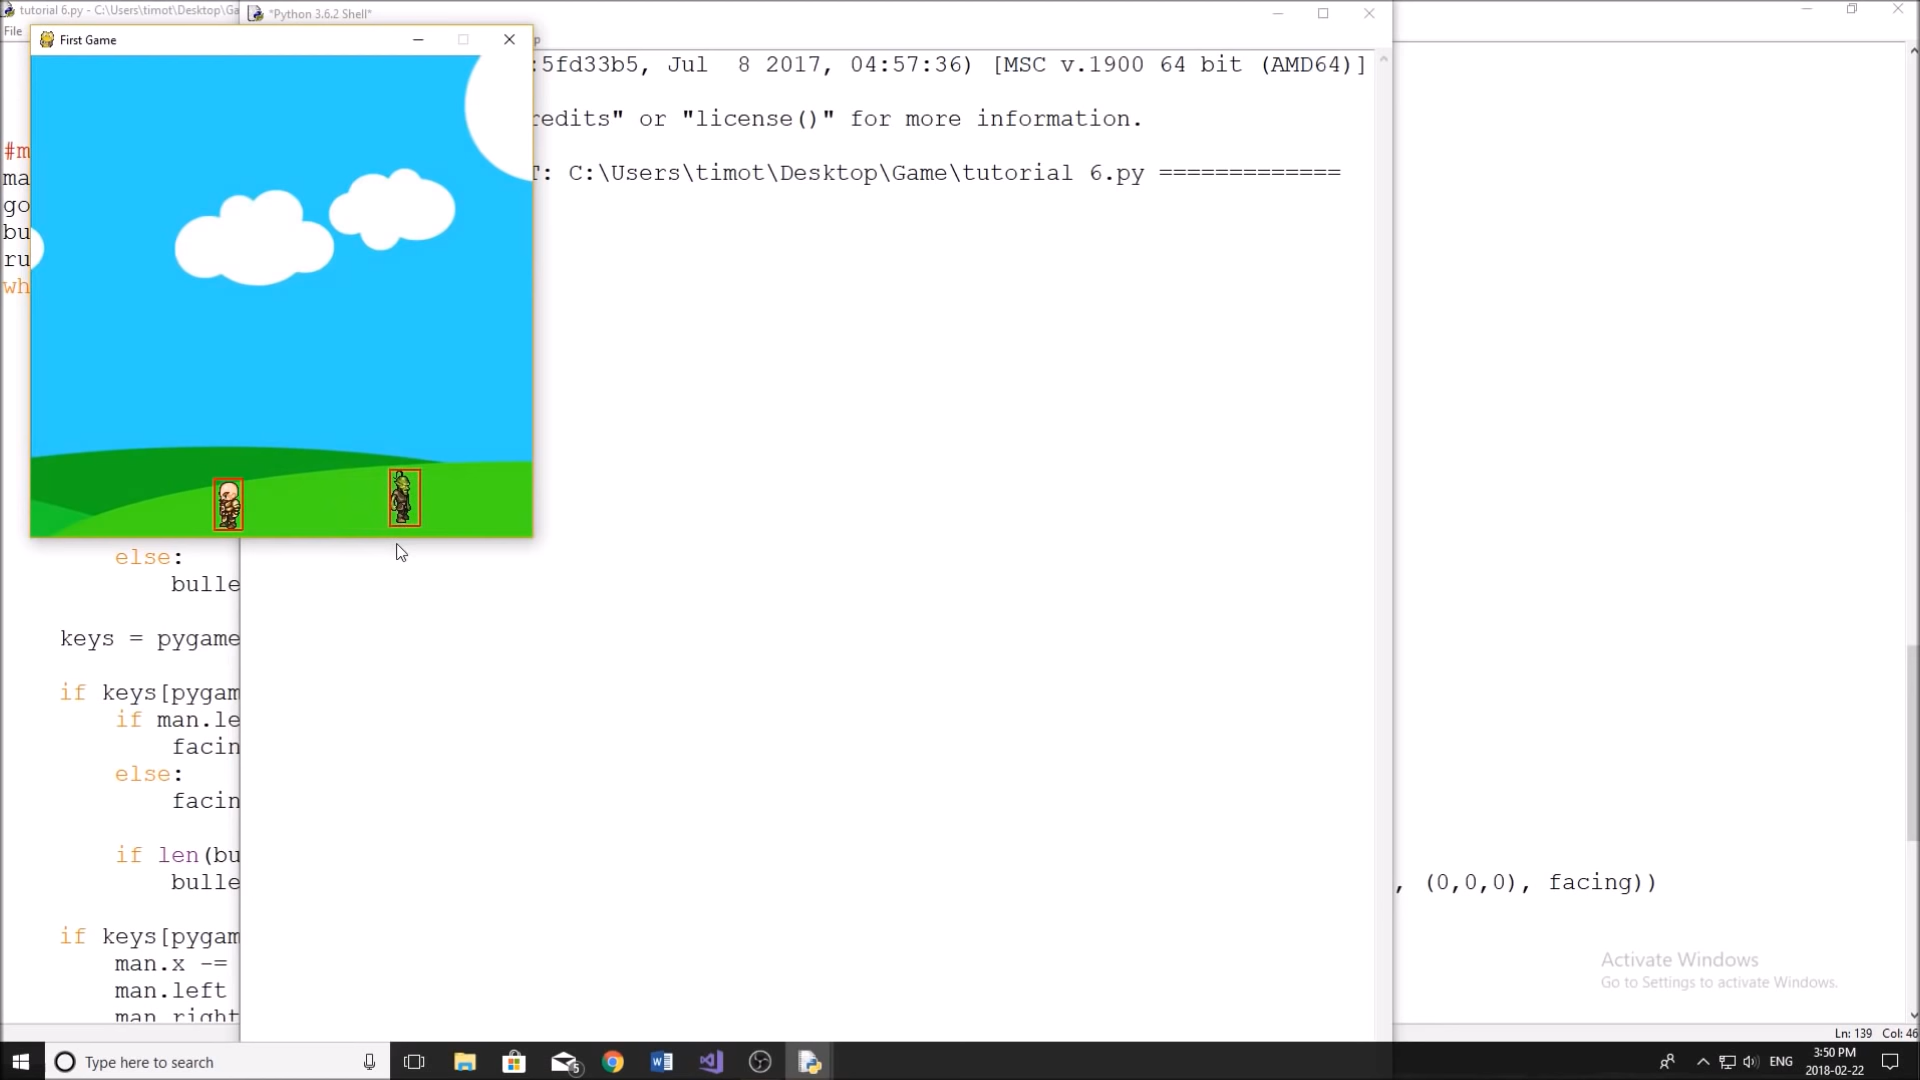 tutorial 6.py - C:\Users\timot\Desktop\Ga
*Python 3.6.2 Shell*
File
First Game
:5fd33b5, Jul  8 2017, 04:57:36) [MSC v.1900 64 bit (AMD64)]
redits" or "license()" for more information.
T: C:\Users\timot\Desktop\Game\tutorial 6.py =============
#m
ma
go
bu
ru
wh
else:
bulle
keys = pygame
if keys[pygam
if man.le
facin
else:
facin
if len(bu
bulle
, (0,0,0), facing))
if keys[pygam
man.x -=
man.left
man.right
Activate Windows
Go to Settings to activate Windows.
Ln: 139 Col: 46
Type here to search
5
ENG
3:50 PM
2018-02-22